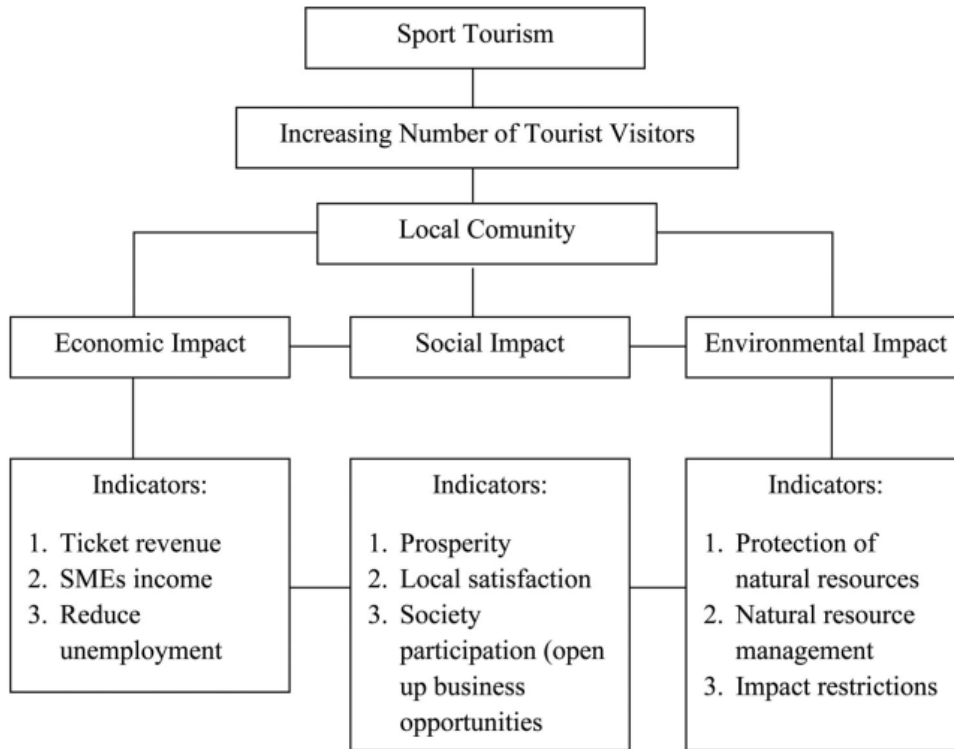 Sport Tourism
Increasing Number of Tourist Visitors
Local Comunity
Economic Impact
Social Impact
Environmental Impact
Indicators:
1. Ticket revenue
2. SMEs income
3. Reduce
unemployment
Indicators:
1. Prosperity
2. Local satisfaction
3. Society
participation (open
up business
opportunities
Indicators:
1. Protection of
natural resources
2. Natural resource
management
3. Impact restrictions